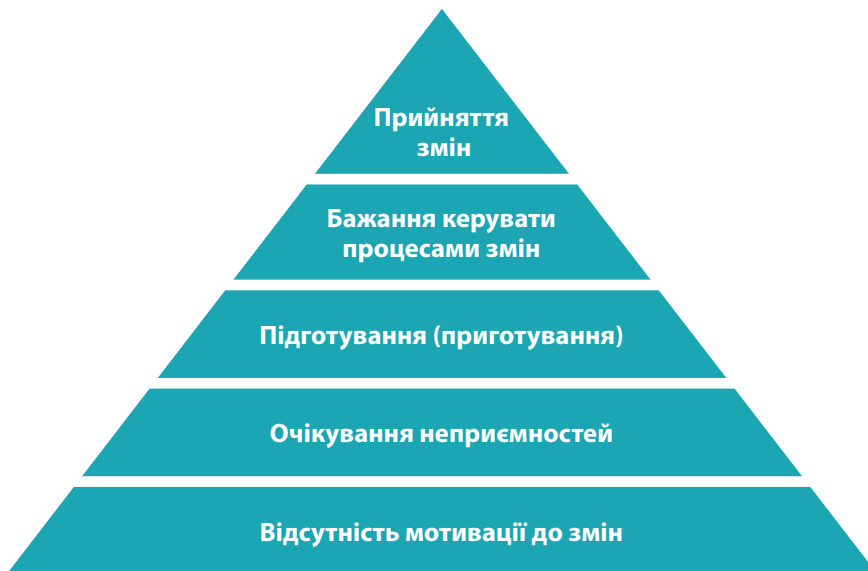 Прийняття
змін
Бажання керувати
процесами змін
Підготування (приготування)
Очікування неприємностей
Відсутність мотивації до змін